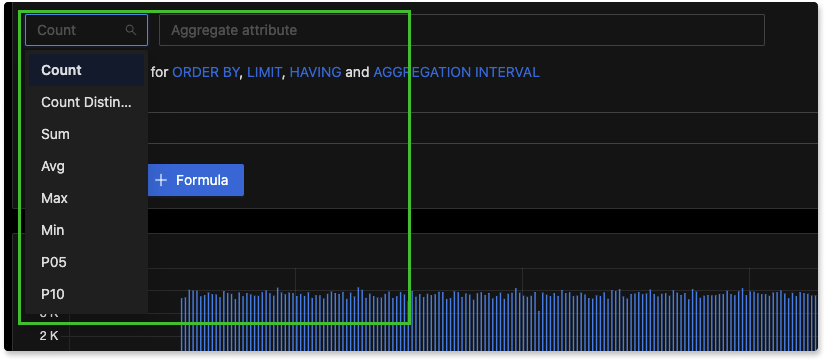 Count Aggregate attribute
Count
for ORDER BY, LIMIT, HAVING and AGGREGATION INTERVAL
Count Distin...
Sum
Avg
+ Formula
Max
Min
P05
P10
2 K